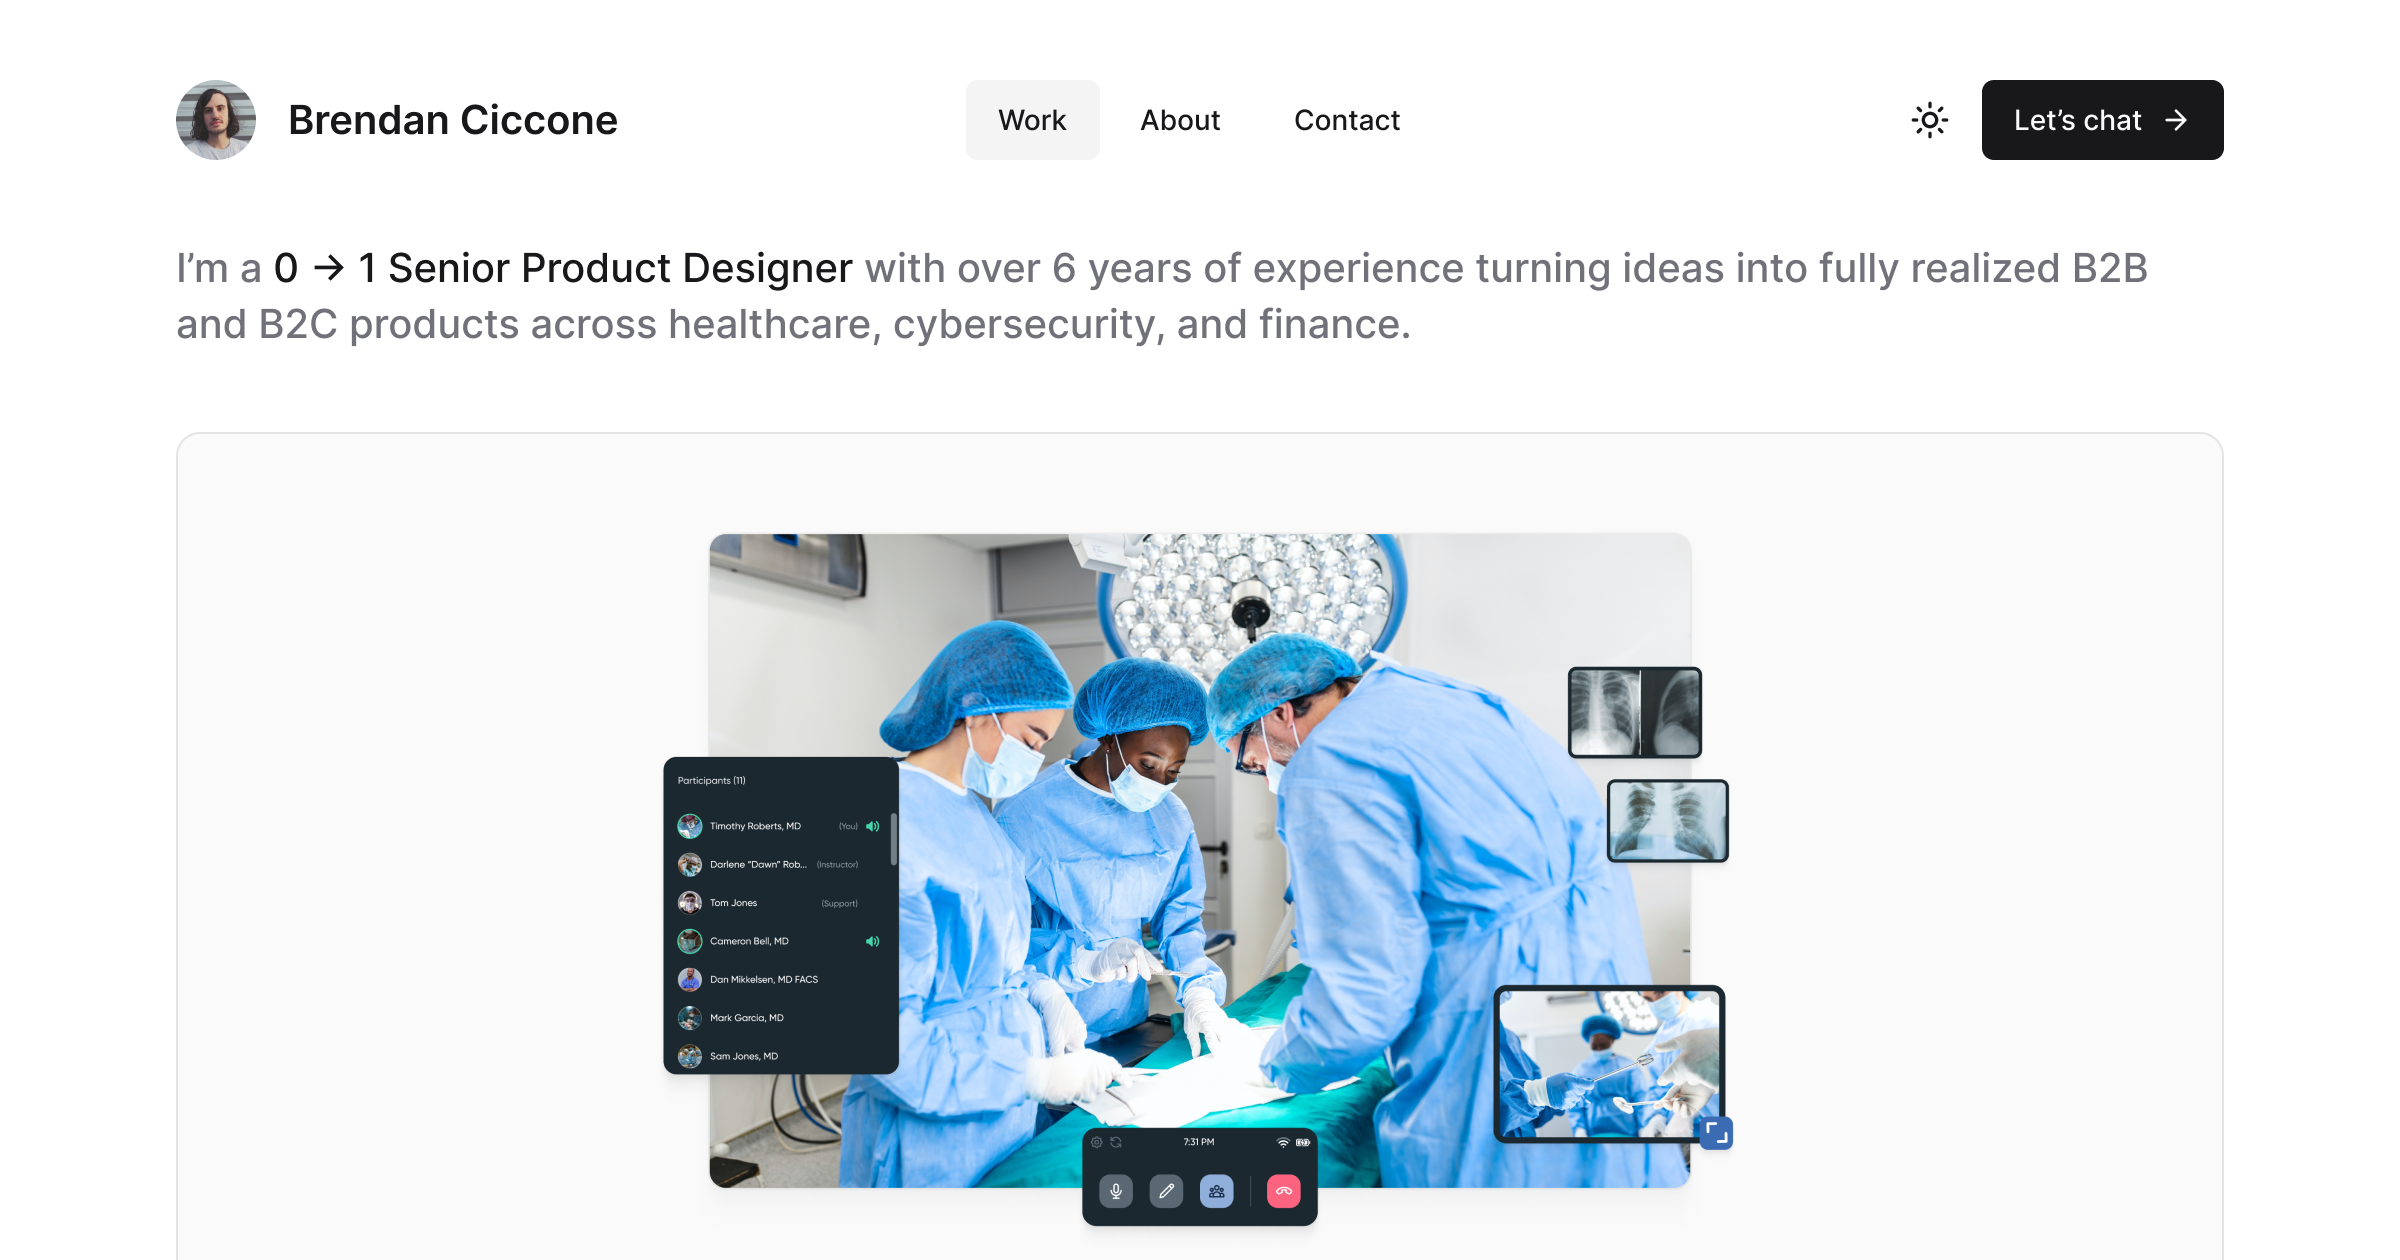 Brendan Ciccone
Work
About
Contact
Let’s chat →
I’m a 0 → 1 Senior Product Designer with over 6 years of experience turning ideas into fully realized B2B
and B2C products across healthcare, cybersecurity, and finance.
Participants (11)
Timothy Roberts, MD (You)
Darlene “Dawn” Rob... (Instructor)
Tom Jones (Support)
Cameron Bell, MD
Dan Mikkelsen, MD FACS
Mark Garcia, MD
Sam Jones, MD
7:31 PM